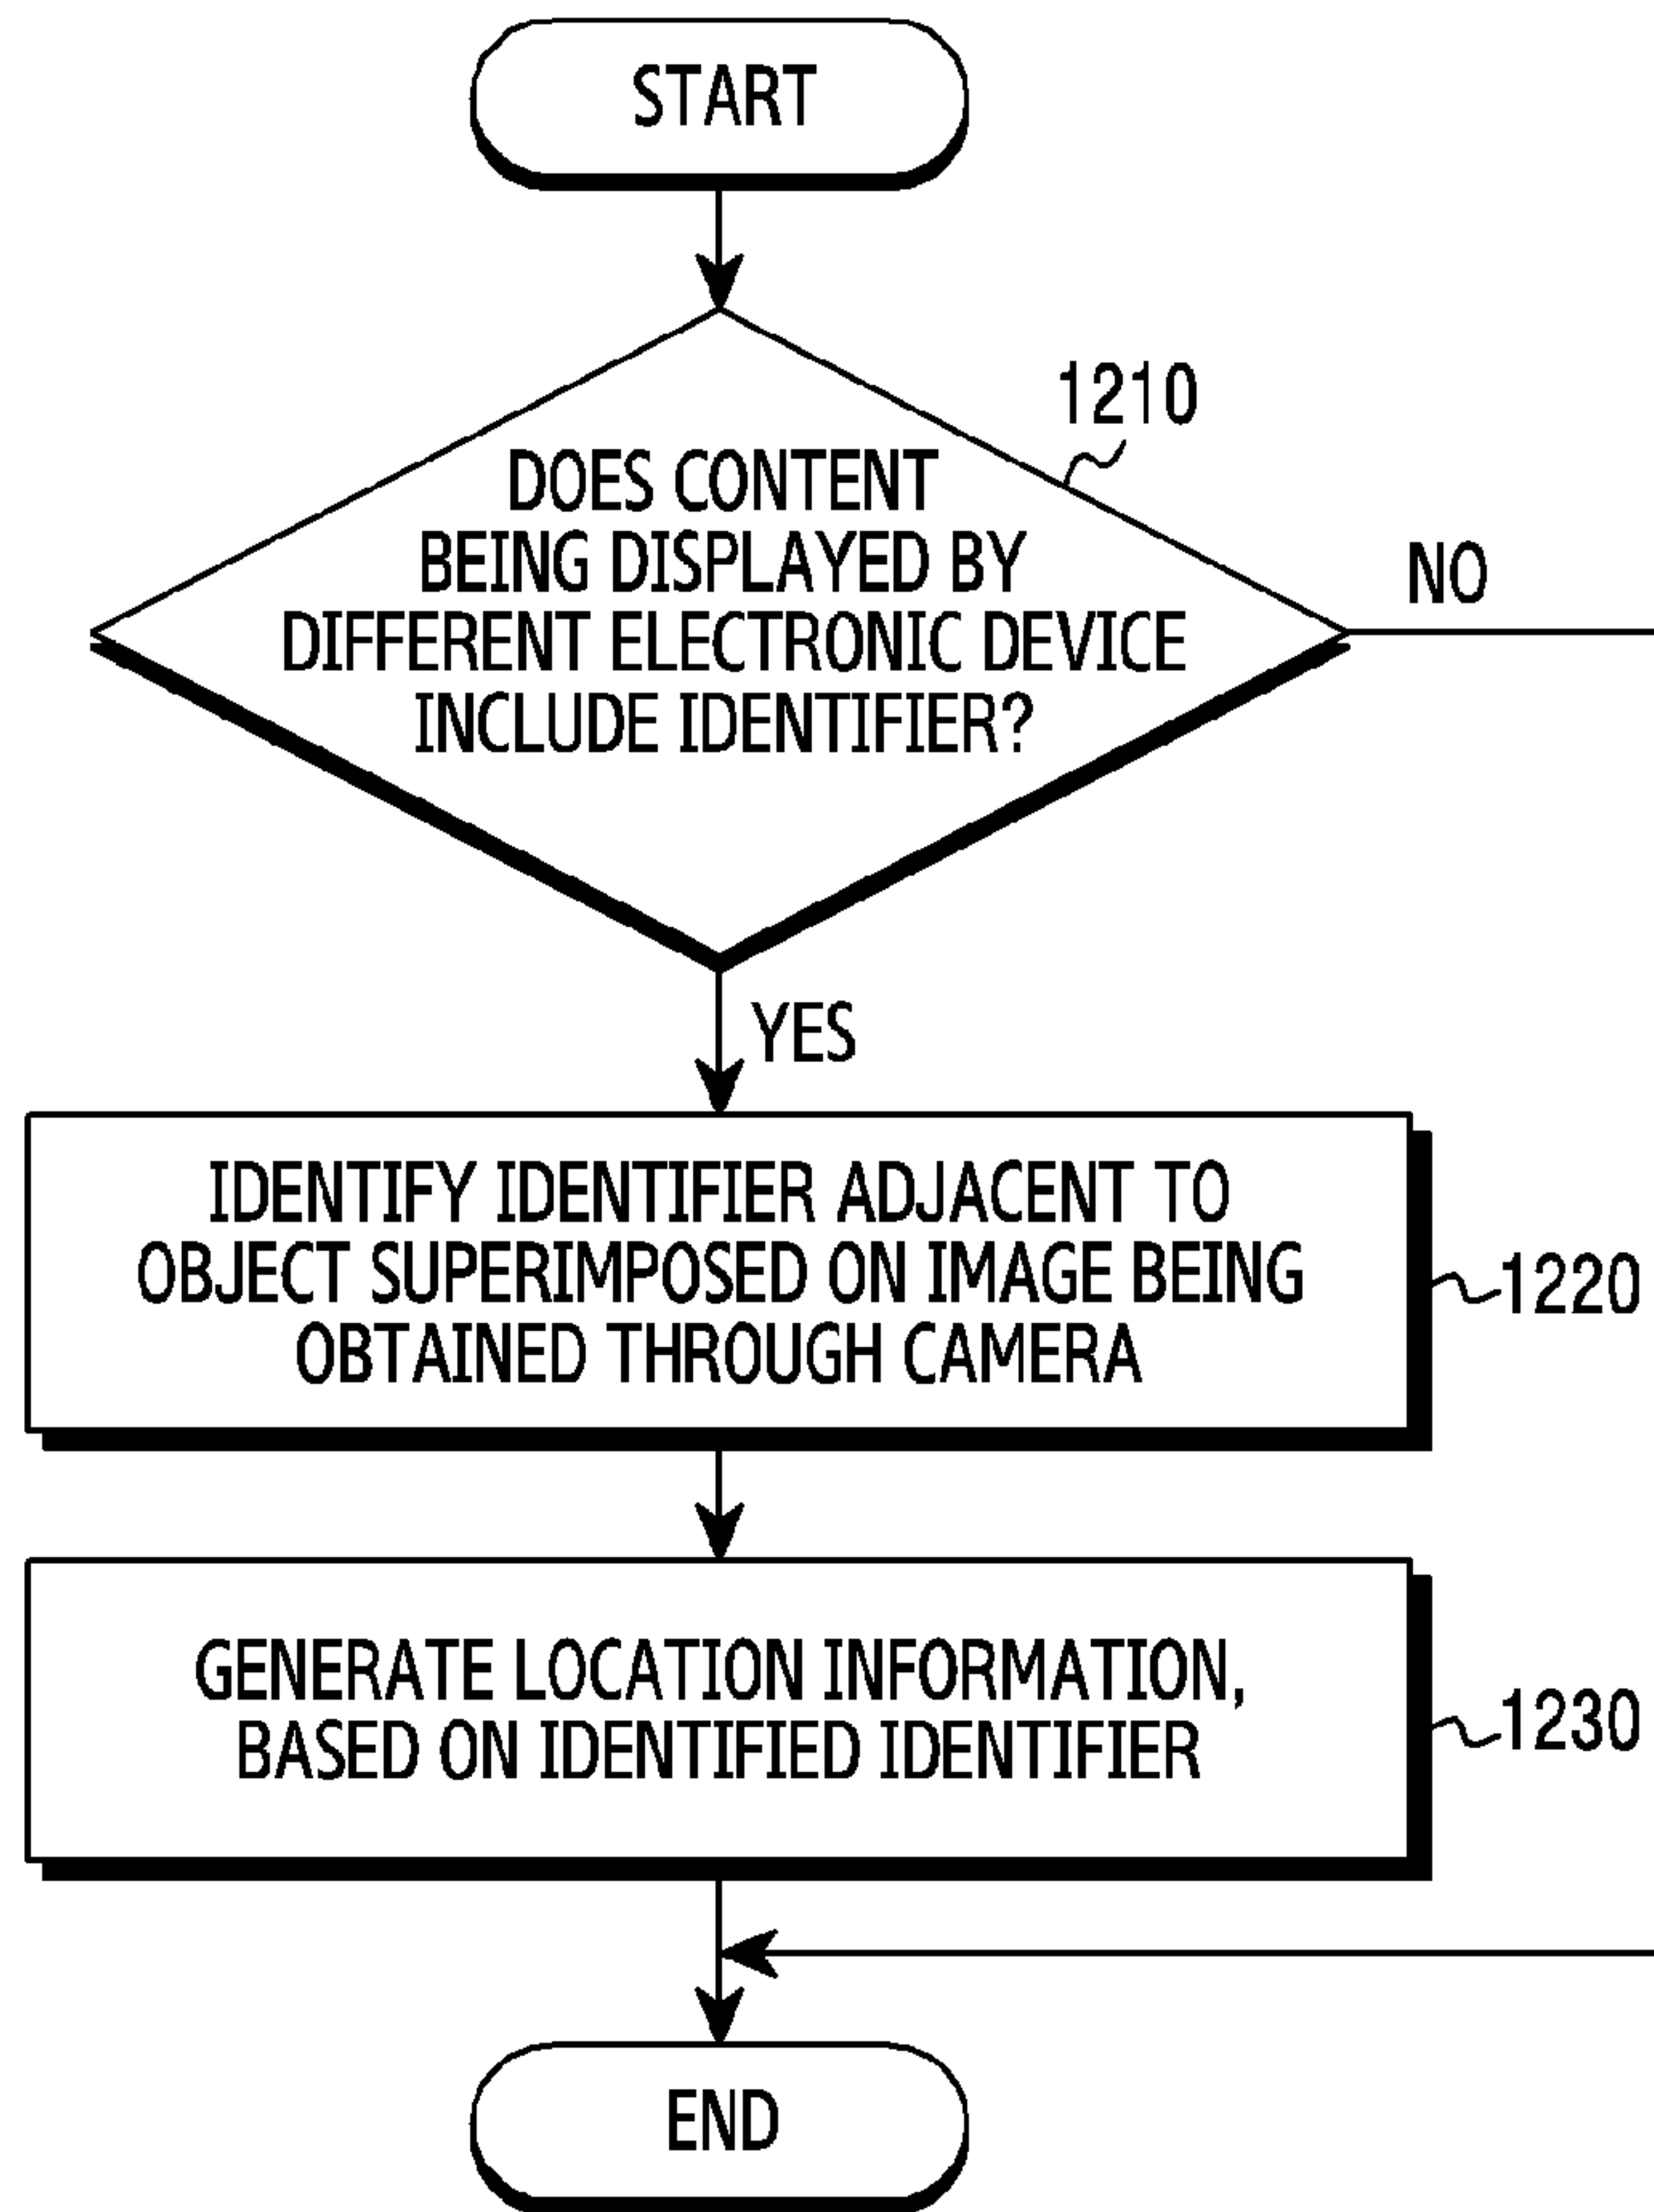 START
1210
DOES CONTENT
BEING DISPLAYED BY
DIFFERENT ELECTRONIC DEVICE
INCLUDE IDENTIFIER?
NO
YES
IDENTIFY IDENTIFIER ADJACENT TO
OBJECT SUPERIMPOSED ON IMAGE BEING
OBTAINED THROUGH CAMERA
1220
GENERATE LOCATION INFORMATION,
BASED ON IDENTIFIED IDENTIFIER
1230
END